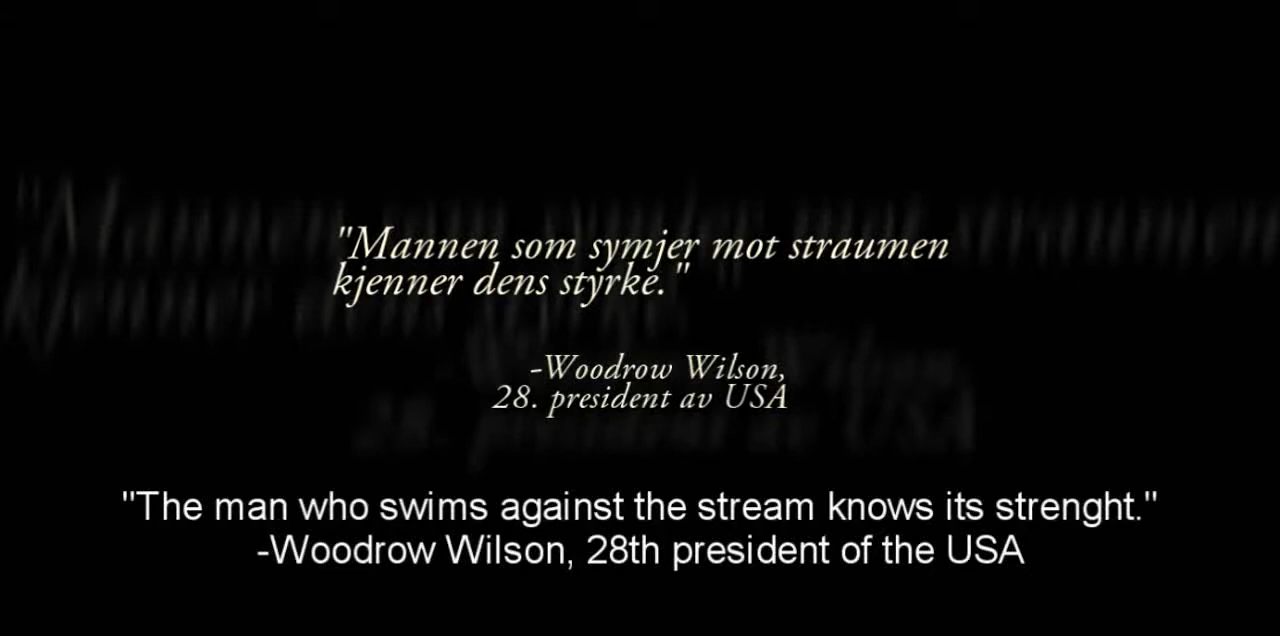 "Mannen som symjer mot straumen
kjenner dens styrke."
-Woodrow Wilson,
28. president av USA
"The man who swims against the stream knows its strenght."
-Woodrow Wilson, 28th president of the USA